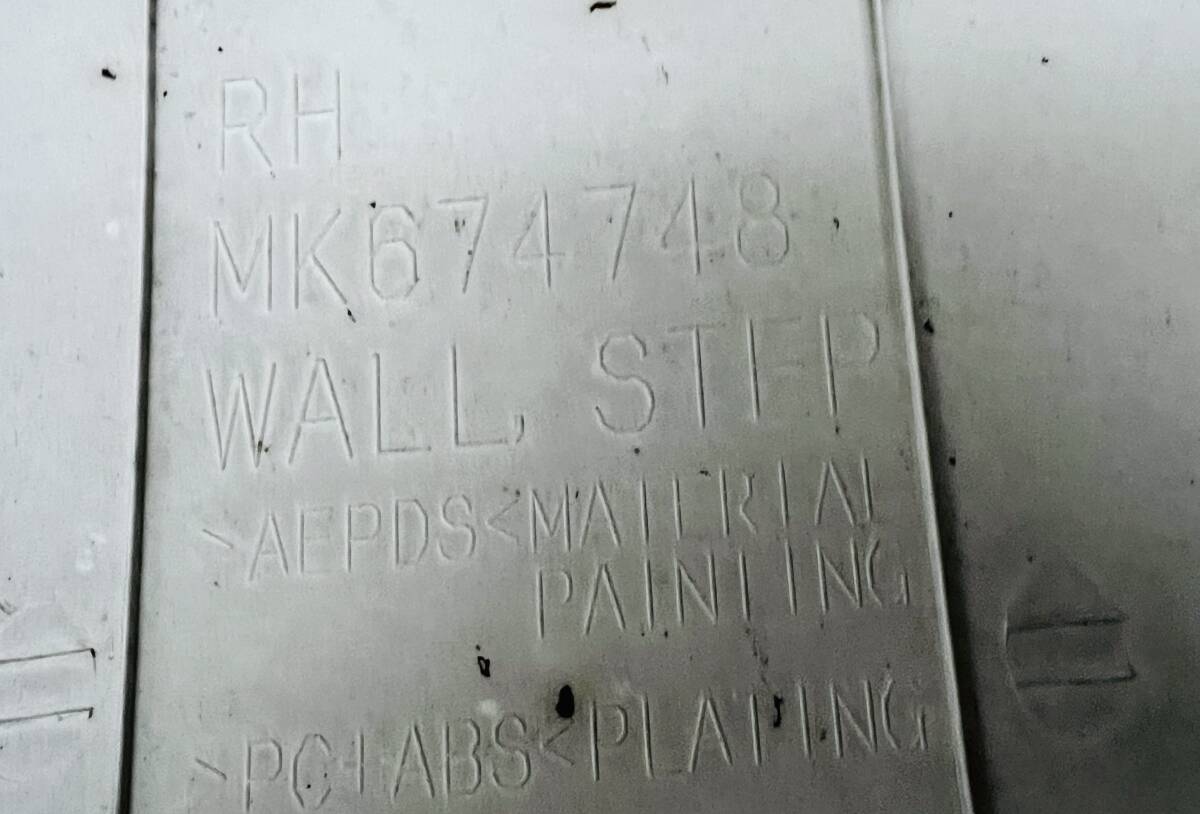 RH
MK674748
WALL, STEP
>AEPDS< MATERIAL
PAINTING
>PC+ABS< PLATING